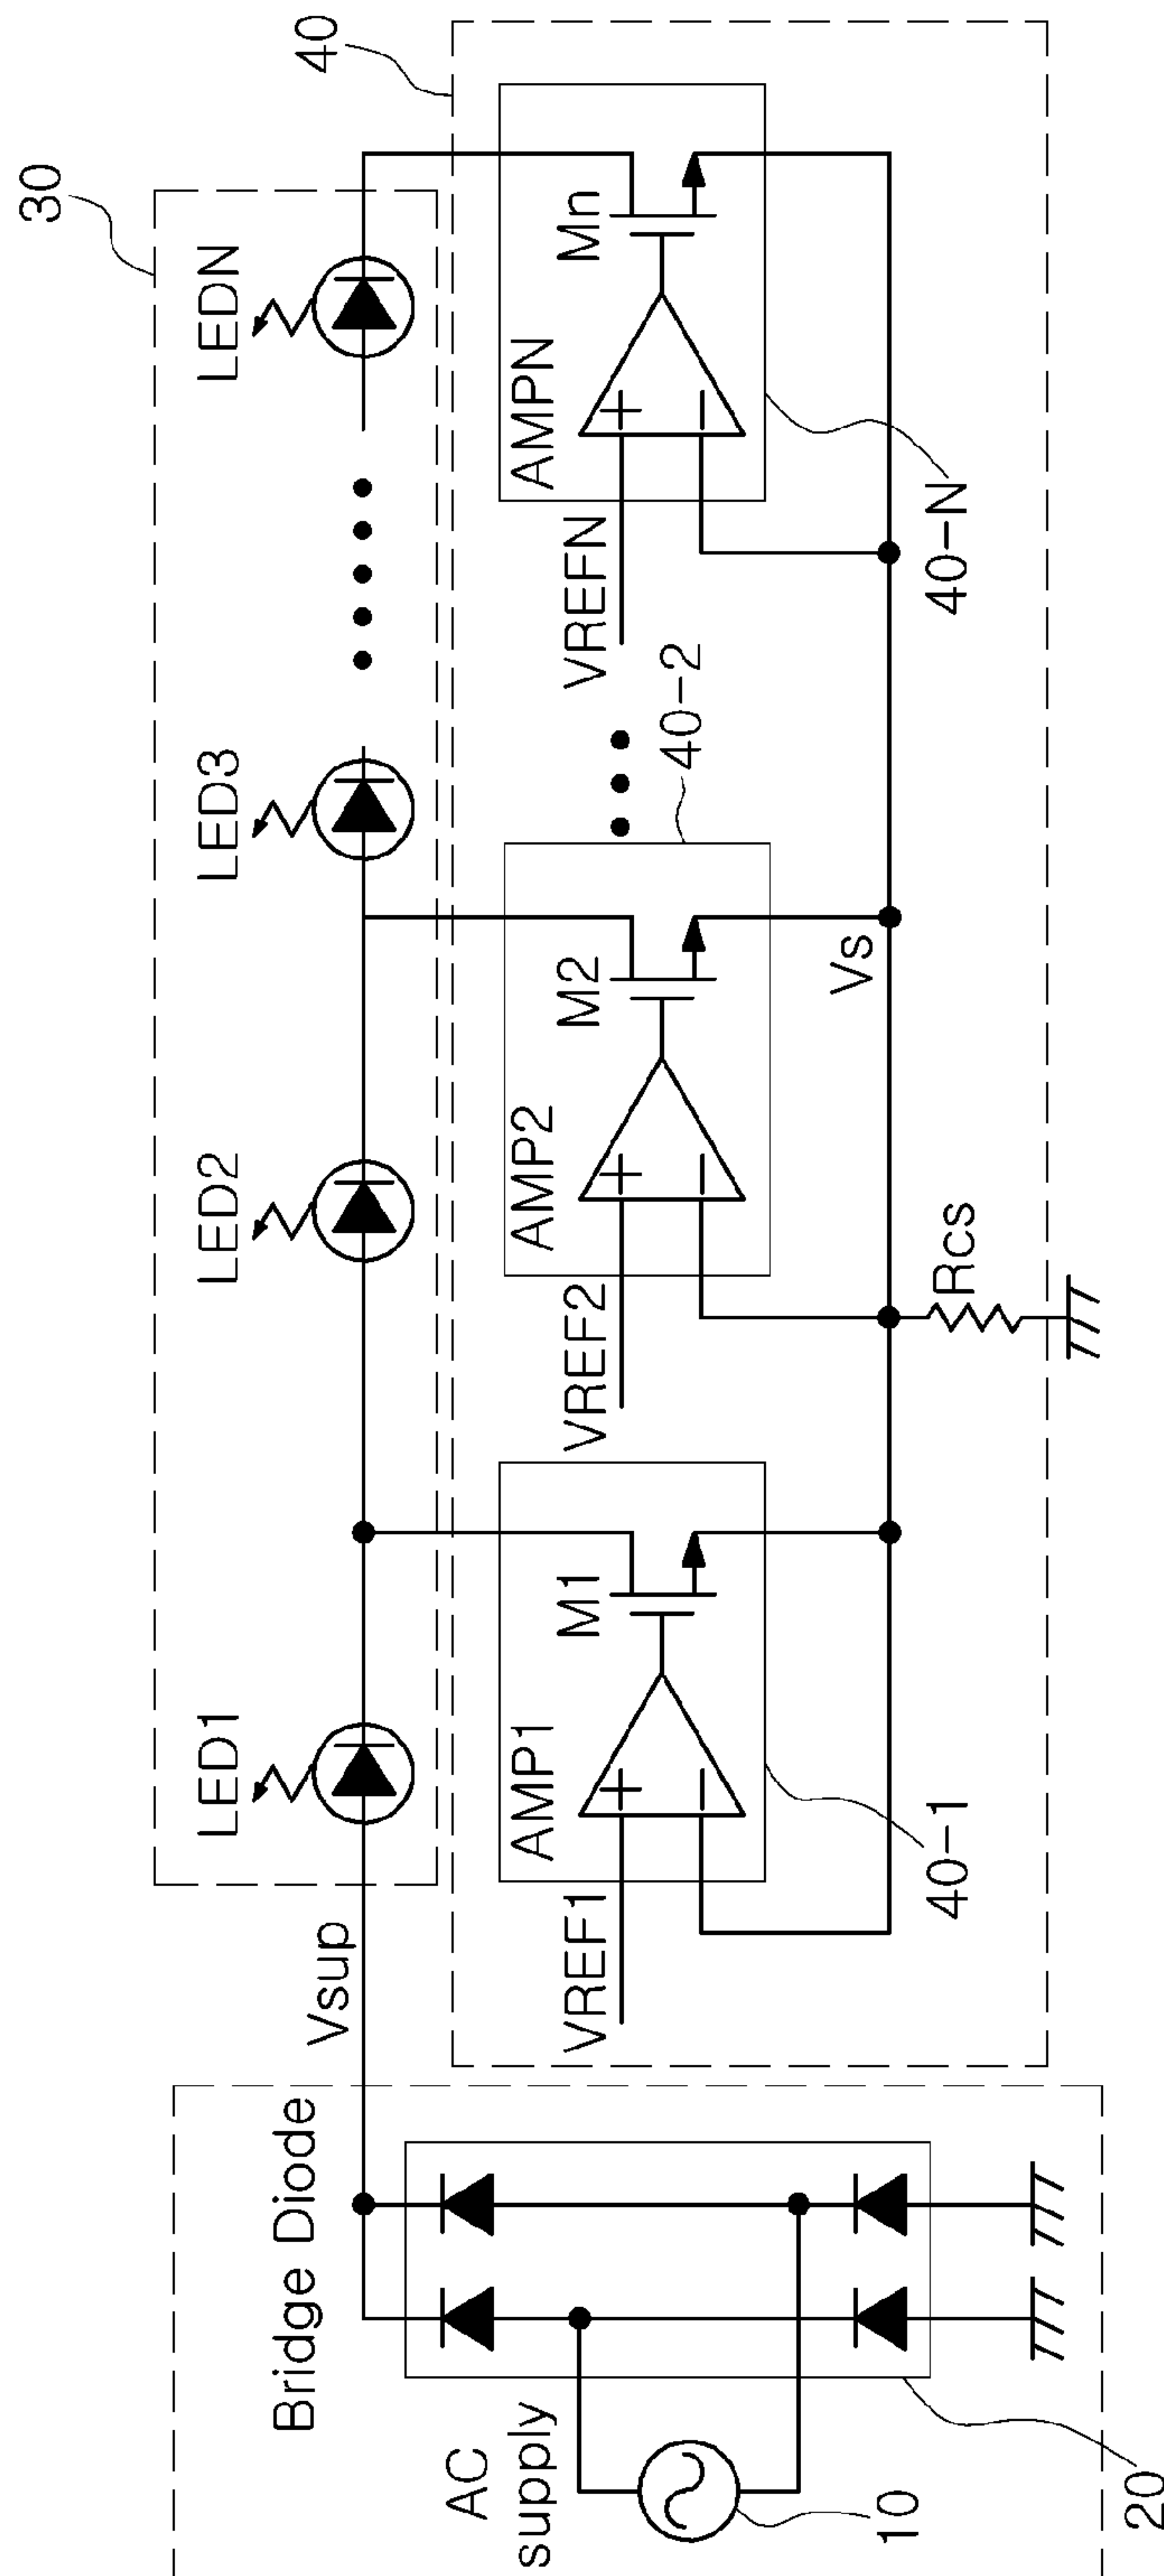 30
40
LED1
LED2
LED3
LEDN
Vsup
Bridge Diode
AMP1
M1
AMP2
M2
AMPN
Mn
VREF1
VREF2
VREFN
40-2
AC
supply
Vs
40-1
Rcs
40-N
10
20